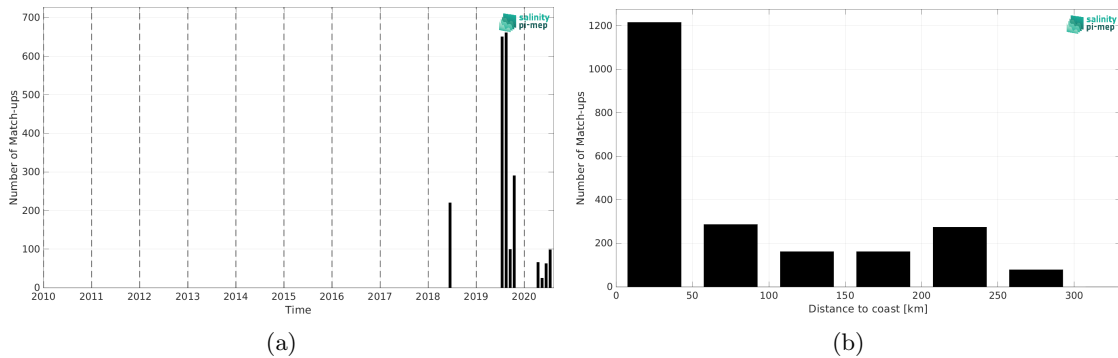 salinity
pi-mep
700
600
500
400
300
200
100
0
Number of Match-ups
2010 2011 2012 2013 2014 2015 2016 2017 2018 2019 2020
Time
(a)
salinity
pi-mep
1200
1000
800
600
400
200
0
Number of Match-ups
0 50 100 150 200 250 300
Distance to coast [km]
(b)